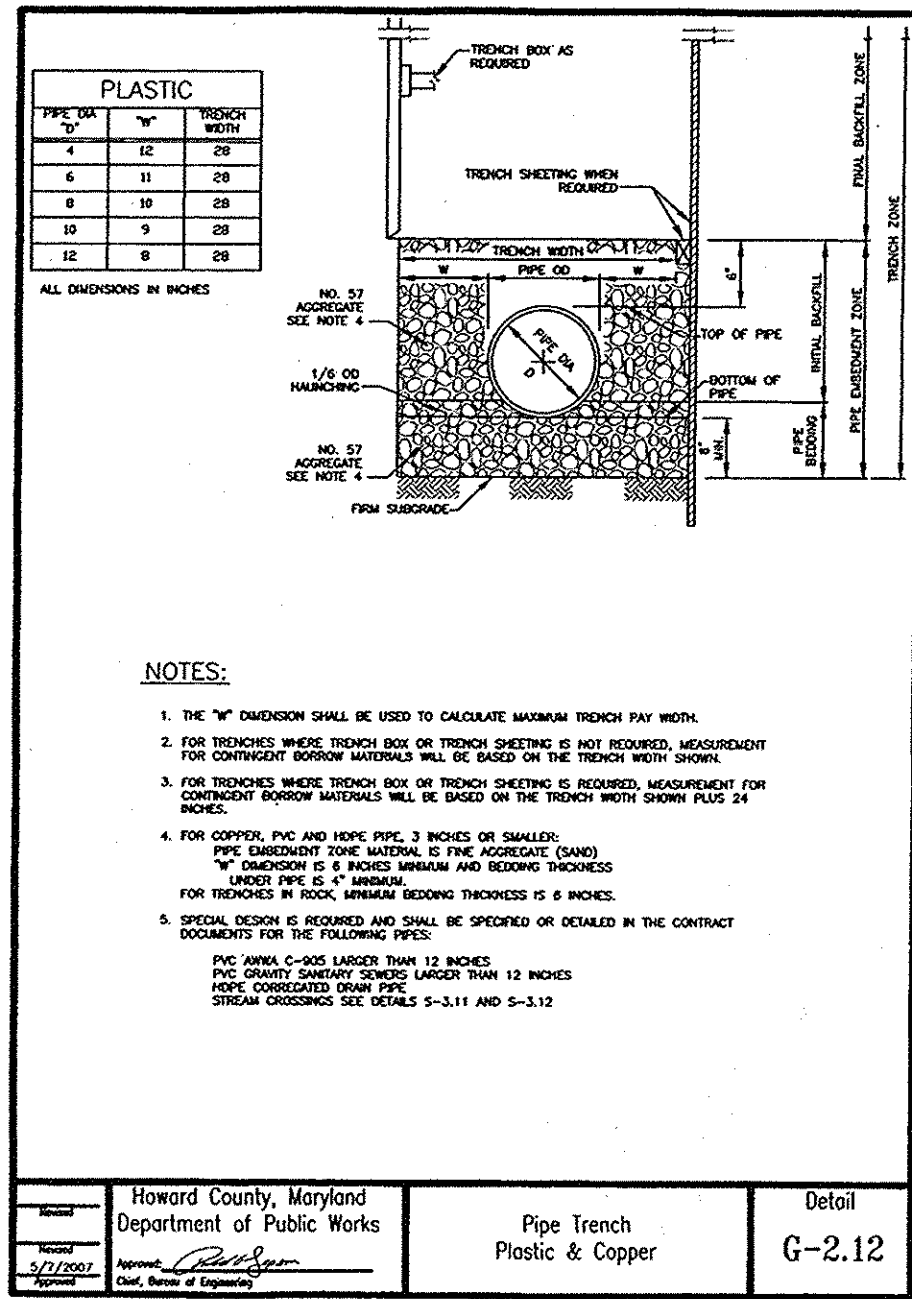 PLASTIC
PIPE DIA "D" "W" TRENCH WIDTH
4 12 28
6 11 28
8 10 28
10 9 28
12 8 28
ALL DIMENSIONS IN INCHES
TRENCH BOX AS
REQUIRED
TRENCH SHEETING WHEN
REQUIRED
TRENCH WIDTH
W PIPE OD W
6"
NO. 57
AGGREGATE
SEE NOTE 4
TOP OF PIPE
PIPE DIA
D
1/6 OD
HAUNCHING
BOTTOM OF
PIPE
NO. 57
AGGREGATE
SEE NOTE 4
MIN.
FIRM SUBGRADE
PIPE
BEDDING
INITIAL BACKFILL
PIPE EMBEDMENT ZONE
FINAL BACKFILL ZONE
TRENCH ZONE
NOTES:
1. THE "W" DIMENSION SHALL BE USED TO CALCULATE MAXIMUM TRENCH PAY WIDTH.
2. FOR TRENCHES WHERE TRENCH BOX OR TRENCH SHEETING IS NOT REQUIRED, MEASUREMENT
FOR CONTINGENT BORROW MATERIALS WILL BE BASED ON THE TRENCH WIDTH SHOWN.
3. FOR TRENCHES WHERE TRENCH BOX OR TRENCH SHEETING IS REQUIRED, MEASUREMENT FOR
CONTINGENT BORROW MATERIALS WILL BE BASED ON THE TRENCH WIDTH SHOWN PLUS 24
INCHES.
4. FOR COPPER, PVC AND HDPE PIPE, 3 INCHES OR SMALLER:
PIPE EMBEDMENT ZONE MATERIAL IS FINE AGGREGATE (SAND)
"W" DIMENSION IS 6 INCHES MINIMUM AND BEDDING THICKNESS
UNDER PIPE IS 4" MINIMUM.
FOR TRENCHES IN ROCK, MINIMUM BEDDING THICKNESS IS 6 INCHES.
5. SPECIAL DESIGN IS REQUIRED AND SHALL BE SPECIFIED OR DETAILED IN THE CONTRACT
DOCUMENTS FOR THE FOLLOWING PIPES:
PVC AWWA C-905 LARGER THAN 12 INCHES
PVC GRAVITY SANITARY SEWERS LARGER THAN 12 INCHES
HDPE CORREGATED DRAIN PIPE
STREAM CROSSINGS SEE DETAILS S-3.11 AND S-3.12
Revised
Revised
5/7/2007
Approved
Howard County, Maryland
Department of Public Works
Approved:
Chief, Bureau of Engineering
Pipe Trench
Plastic & Copper
Detail
G-2.12